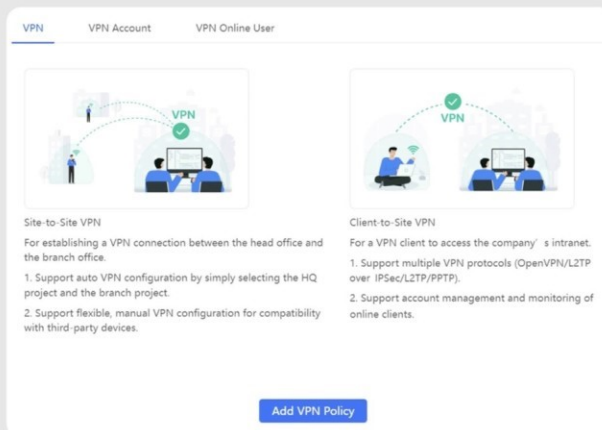 VPN VPN Account VPN Online User
VPN
VPN
Site-to-Site VPN
For establishing a VPN connection between the head office and
the branch office.
1. Support auto VPN configuration by simply selecting the HQ
project and the branch project.
2. Support flexible, manual VPN configuration for compatibility
with third-party devices.
Client-to-Site VPN
For a VPN client to access the company' s intranet.
1. Support multiple VPN protocols (OpenVPN/L2TP
over IPSec/L2TP/PPTP).
2. Support account management and monitoring of
online clients.
Add VPN Policy